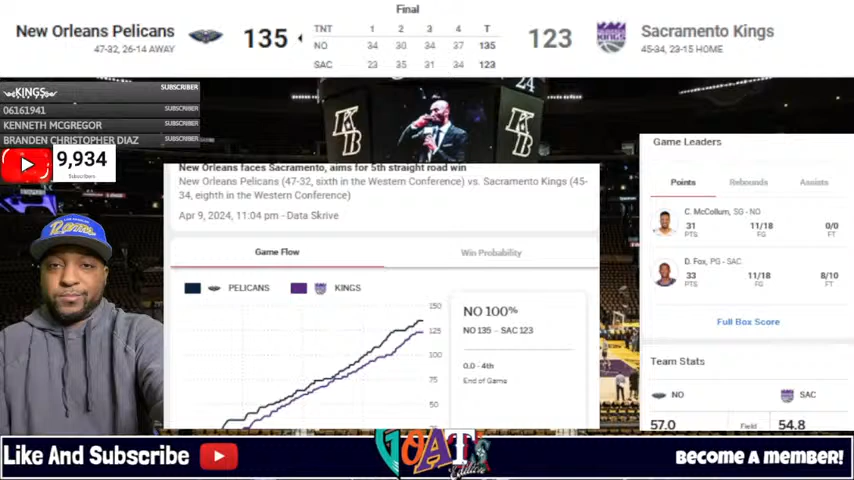 Final
New Orleans Pelicans
47-32, 26-14 AWAY
135
TNT 1 2 3 4 T
NO 34 30 34 37 135
SAC 23 35 31 34 123
123
Sacramento Kings
45-34, 23-15 HOME
KINGS
SUBSCRIBER
06161941
SUBSCRIBER
KENNETH MCGREGOR
SUBSCRIBER
BRANDEN CHRISTOPHER DIAZ
SUBSCRIBER
9,934
Subscribers
24
KB
KB
New Orleans faces Sacramento, aims for 5th straight road win
New Orleans Pelicans (47-32, sixth in the Western Conference) vs. Sacramento Kings (45-
34, eighth in the Western Conference)
Apr 9, 2024, 11:04 pm - Data Skrive
Game Flow
Win Probability
PELICANS
KINGS
150
125
100
75
50
NO 100%
NO 135 - SAC 123
0.0 - 4th
End of Game
Game Leaders
Points
Rebounds
Assists
C. McCollum, SG - NO
31 11/18 0/0
PTS FG FT
D. Fox, PG - SAC
33 11/18 8/10
PTS FG FT
Full Box Score
Team Stats
NO
SAC
57.0
Field
54.8
Like And Subscribe
GOAT
Edition
BECOME A MEMBER!